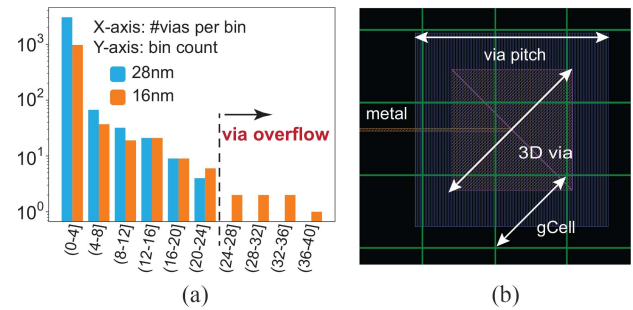 (a)
X-axis: #vias per bin
Y-axis: bin count
28nm
16nm
via overflow
10³
10²
10¹
10⁰
(0-4]
(4-8]
(8-12]
(12-16]
(16-20]
(20-24]
(24-28]
(28-32]
(32-36]
(36-40]
(a)
via pitch
metal
3D via
gCell
(b)